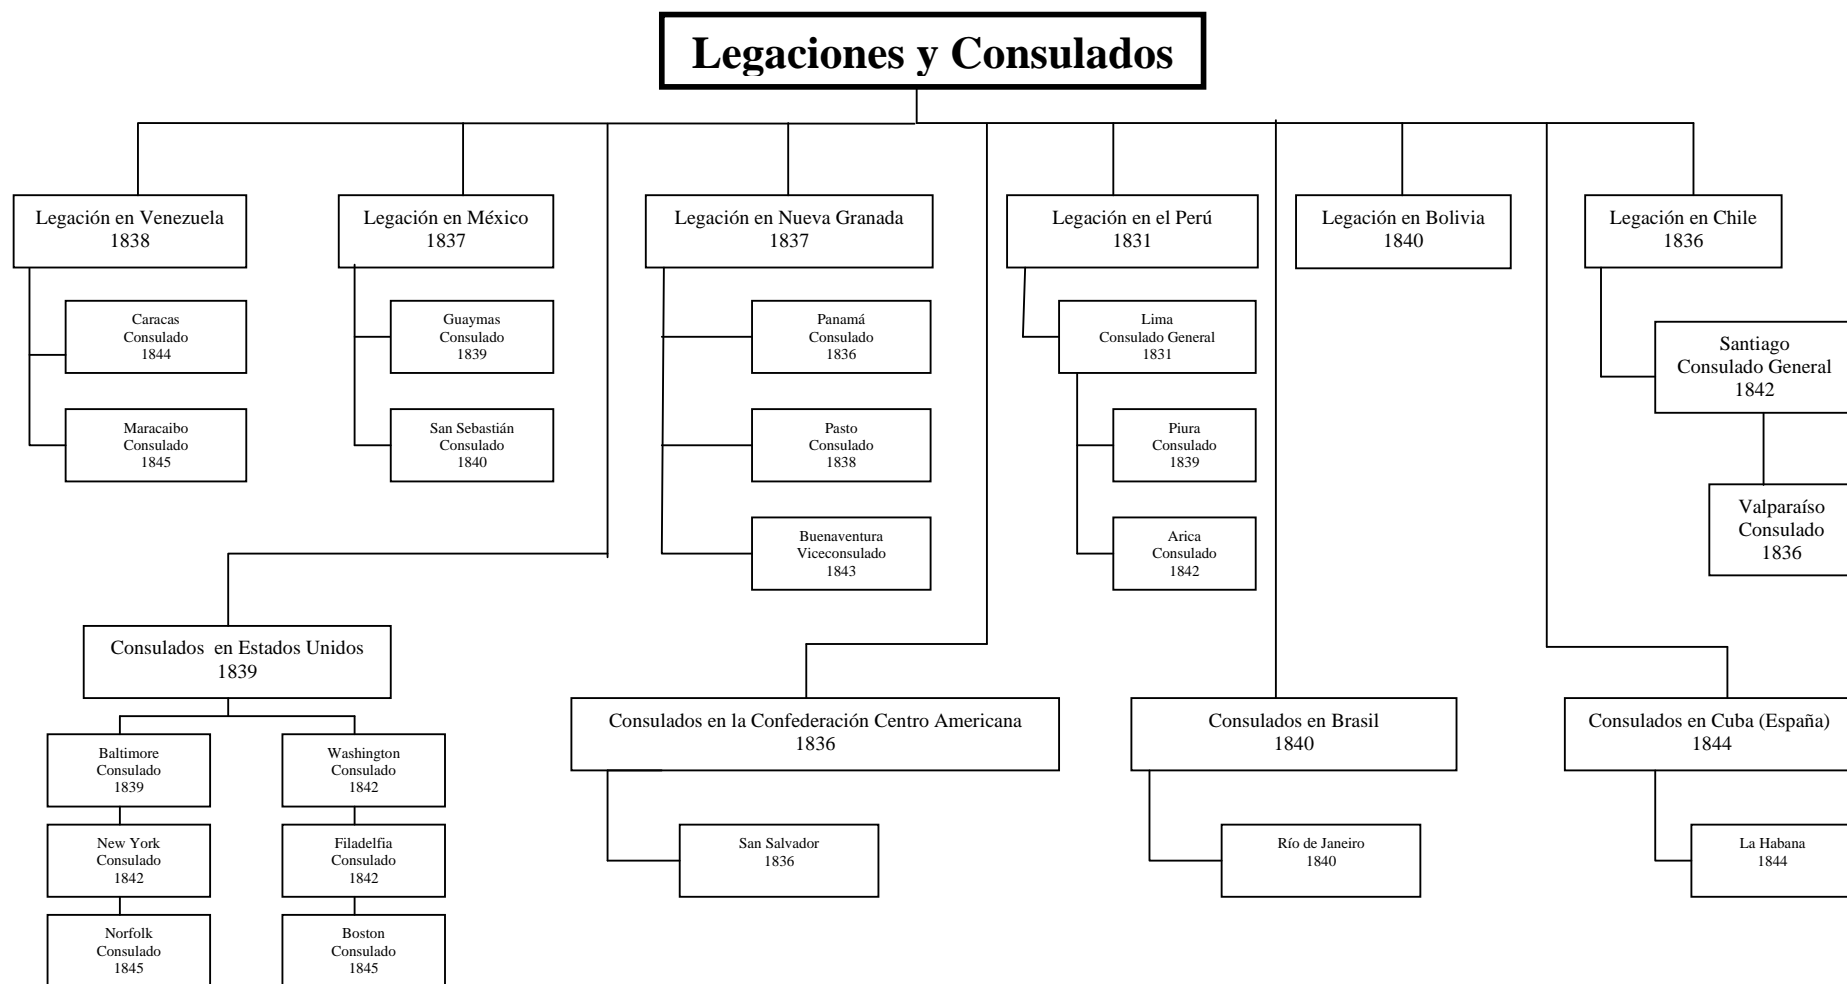 Legaciones y Consulados
Legación en Venezuela
1838
Legación en México
1837
Legación en Nueva Granada
1837
Legación en el Perú
1831
Legación en Bolivia
1840
Legación en Chile
1836
Caracas
Consulado
1844
Maracaibo
Consulado
1845
Guaymas
Consulado
1839
San Sebastián
Consulado
1840
Panamá
Consulado
1836
Pasto
Consulado
1838
Buenaventura
Viceconsulado
1843
Lima
Consulado General
1831
Piura
Consulado
1839
Arica
Consulado
1842
Santiago
Consulado General
1842
Valparaíso
Consulado
1836
Consulados en Estados Unidos
1839
Baltimore
Consulado
1839
New York
Consulado
1842
Norfolk
Consulado
1845
Washington
Consulado
1842
Filadelfia
Consulado
1842
Boston
Consulado
1845
Consulados en la Confederación Centro Americana
1836
San Salvador
1836
Consulados en Brasil
1840
Río de Janeiro
1840
Consulados en Cuba (España)
1844
La Habana
1844